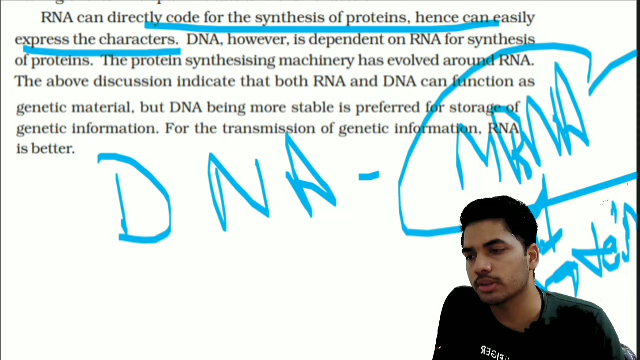 RNA can directly code for the synthesis of proteins, hence can easily
express the characters. DNA, however, is dependent on RNA for synthesis
of proteins. The protein synthesising machinery has evolved around RNA.
The above discussion indicate that both RNA and DNA can function as
genetic material, but DNA being more stable is preferred for storage of
genetic information. For the transmission of genetic information, RNA
is better.
DNA - mRNA